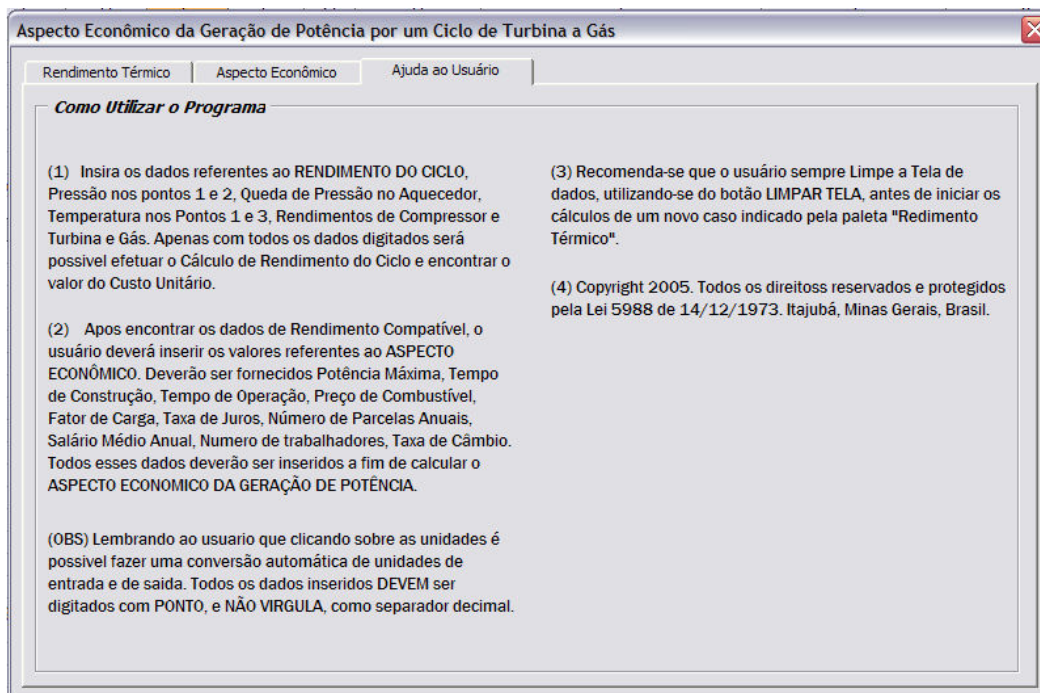 Aspecto Econômico da Geração de Potência por um Ciclo de Turbina a Gás
Rendimento Térmico
Aspecto Econômico
Ajuda ao Usuário
Como Utilizar o Programa
(1) Insira os dados referentes ao RENDIMENTO DO CICLO,
Pressão nos pontos 1 e 2, Queda de Pressão no Aquecedor,
Temperatura nos Pontos 1 e 3, Rendimentos de Compressor e
Turbina e Gás. Apenas com todos os dados digitados será
possivel efetuar o Cálculo de Rendimento do Ciclo e encontrar o
valor do Custo Unitário.
(2) Apos encontrar os dados de Rendimento Compatível, o
usuário deverá inserir os valores referentes ao ASPECTO
ECONÔMICO. Deverão ser fornecidos Potência Máxima, Tempo
de Construção, Tempo de Operação, Preço de Combustível,
Fator de Carga, Taxa de Juros, Número de Parcelas Anuais,
Salário Médio Anual, Numero de trabalhadores, Taxa de Câmbio.
Todos esses dados deverão ser inseridos a fim de calcular o
ASPECTO ECONOMICO DA GERAÇÃO DE POTÊNCIA.
(OBS) Lembrando ao usuario que clicando sobre as unidades é
possivel fazer uma conversão automática de unidades de
entrada e de saida. Todos os dados inseridos DEVEM ser
digitados com PONTO, e NÃO VIRGULA, como separador decimal.
(3) Recomenda-se que o usuário sempre Limpe a Tela de
dados, utilizando-se do botão LIMPAR TELA, antes de iniciar os
cálculos de um novo caso indicado pela paleta "Redimento
Térmico".
(4) Copyright 2005. Todos os direitoss reservados e protegidos
pela Lei 5988 de 14/12/1973. Itajubá, Minas Gerais, Brasil.